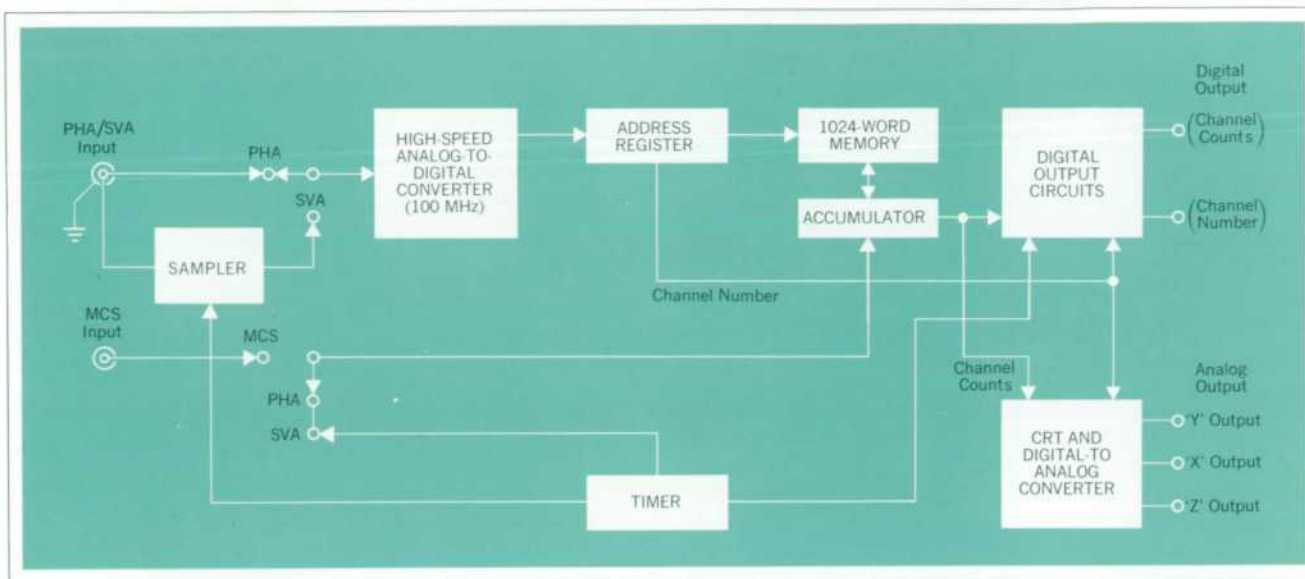 PHA/SVA
Input
PHA
SVA
SAMPLER
MCS
Input
MCS
PHA
SVA
HIGH-SPEED
ANALOG-TO-
DIGITAL
CONVERTER
(100 MHz)
ADDRESS
REGISTER
1024-WORD
MEMORY
ACCUMULATOR
Channel Number
TIMER
DIGITAL
OUTPUT
CIRCUITS
Digital
Output
(Channel
Counts)
(Channel
Number)
Channel
Counts
CRT AND
DIGITAL-TO
ANALOG
CONVERTER
Analog
Output
'Y' Output
'X' Output
'Z' Output